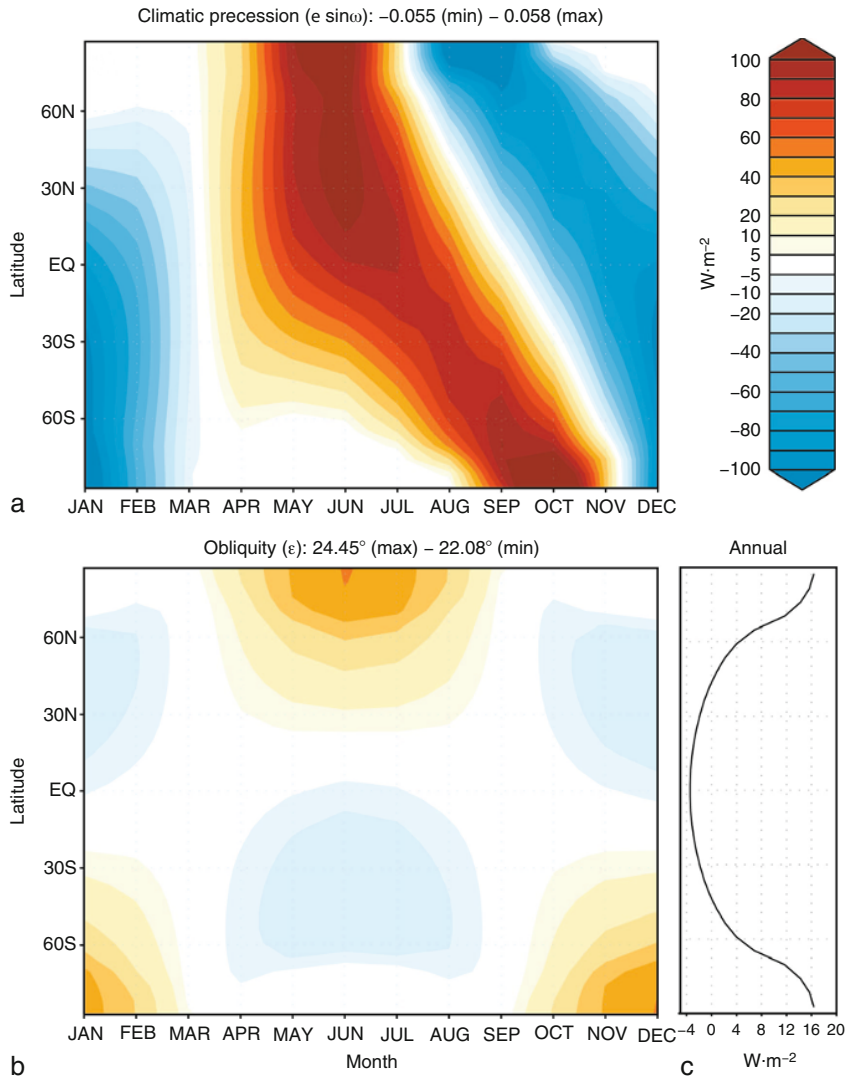 Climatic precession (e sinω): −0.055 (min) − 0.058 (max)
60N
30N
EQ
30S
60S
Latitude
JAN FEB MAR APR MAY JUN JUL AUG SEP OCT NOV DEC
a
100
80
60
40
20
10
5
−5
−10
−20
−40
−60
−80
−100
W·m−2
Obliquity (ε): 24.45° (max) − 22.08° (min)
60N
30N
EQ
30S
60S
Latitude
JAN FEB MAR APR MAY JUN JUL AUG SEP OCT NOV DEC
Month
b
Annual
−4 0 4 8 12 16 20
W·m−2
c